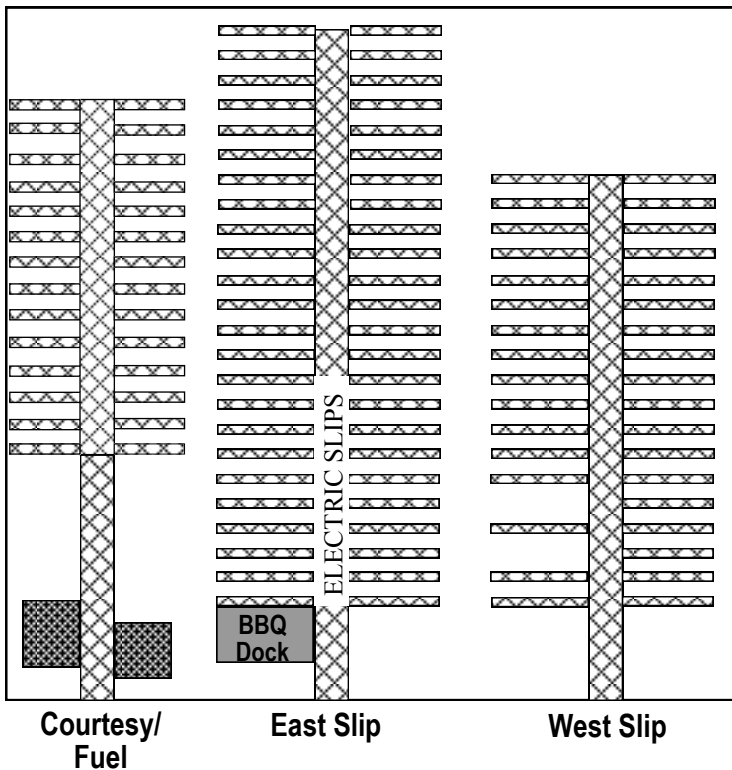 ELECTRIC SLIPS
BBQ
Dock
Courtesy/
Fuel
East Slip
West Slip